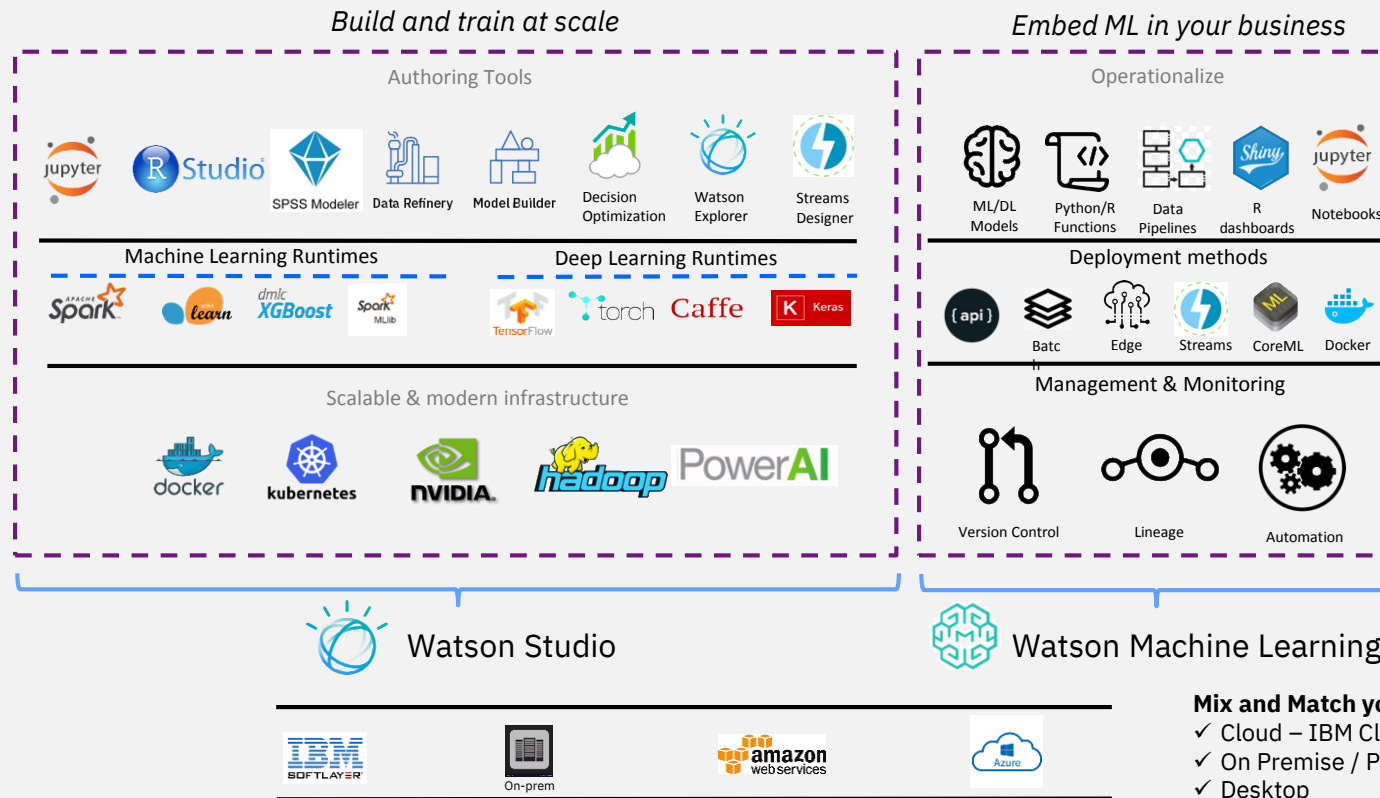 Build and train at scale
Embed ML in your business
Authoring Tools
Operationalize
jupyter
R Studio
SPSS Modeler
Data Refinery
Model Builder
Decision
Optimization
Watson
Explorer
Streams
Designer
ML/DL
Models
Python/R
Functions
Data
Pipelines
Shiny
R
dashboards
jupyter
Notebooks
Machine Learning Runtimes
Deep Learning Runtimes
Deployment methods
APACHE
Spark
learn
dmlc
XGBoost
Spark
MLlib
TensorFlow
torch
Caffe
K Keras
{ api }
Batc
h
Edge
Streams
ML
CoreML
Docker
Scalable & modern infrastructure
Management & Monitoring
docker
kubernetes
NVIDIA.
hadoop
PowerAI
Version Control
Lineage
Automation
Watson Studio
M
Watson Machine Learning
IBM
SOFTLAYER
On-prem
amazon
webservices
Azure
Mix and Match yo
✓ Cloud – IBM Cl
✓ On Premise / P
✓ Desktop